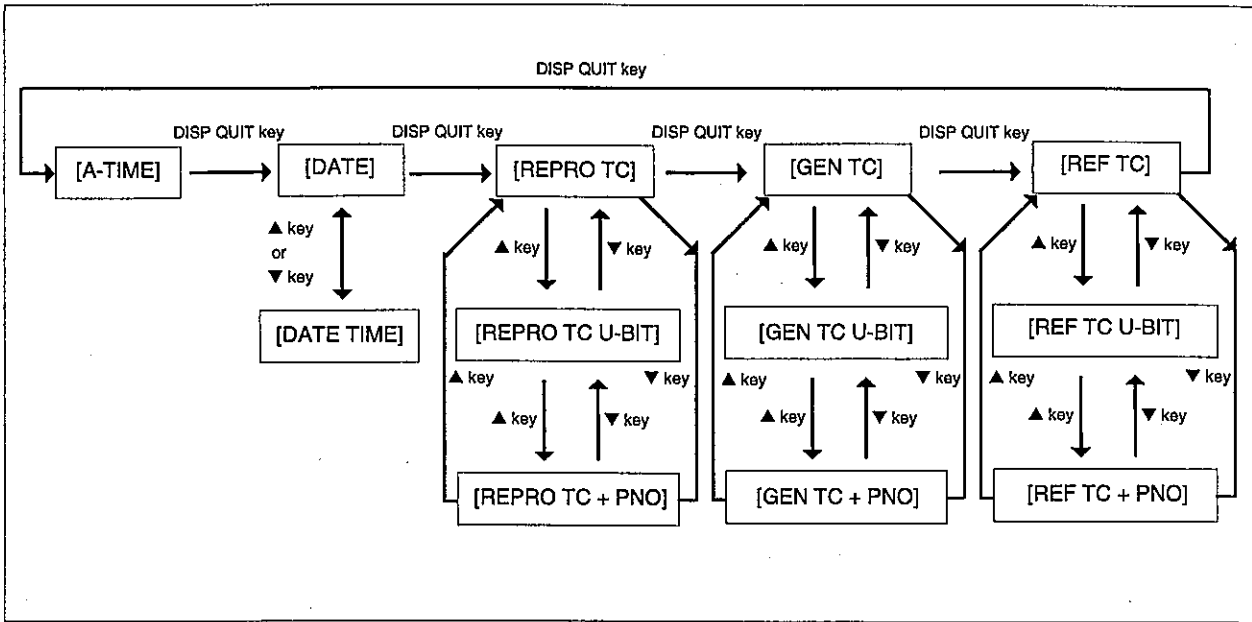 DISP QUIT key
DISP QUIT key DISP QUIT key DISP QUIT key DISP QUIT key
[A-TIME] [DATE] [REPRO TC] [GEN TC] [REF TC]
▲ key
or
▼ key
▲ key ▼ key ▲ key ▼ key ▲ key ▼ key
[DATE TIME] [REPRO TC U-BIT] [GEN TC U-BIT] [REF TC U-BIT]
▲ key ▼ key ▲ key ▼ key ▲ key ▼ key
▲ key ▼ key ▲ key ▼ key ▲ key ▼ key
[REPRO TC + PNO] [GEN TC + PNO] [REF TC + PNO]